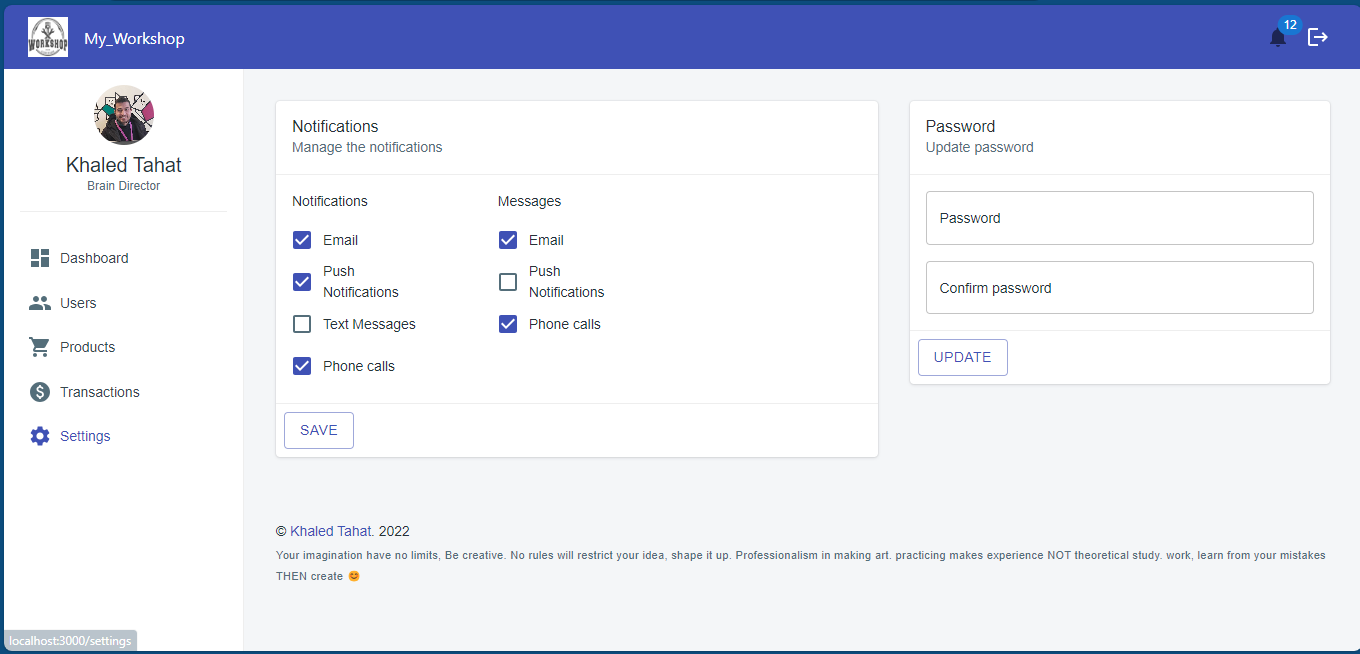 WORKSHOP
My_Workshop
12
Khaled Tahat
Brain Director
Dashboard
Users
Products
Transactions
Settings
Notifications
Manage the notifications
Notifications
Email
Push
Notifications
Text Messages
Phone calls
Messages
Email
Push
Notifications
Phone calls
SAVE
Password
Update password
Password
Confirm password
UPDATE
© Khaled Tahat. 2022
Your imagination have no limits, Be creative. No rules will restrict your idea, shape it up. Professionalism in making art. practicing makes experience NOT theoretical study. work, learn from your mistakes
THEN create 😊
localhost:3000/settings